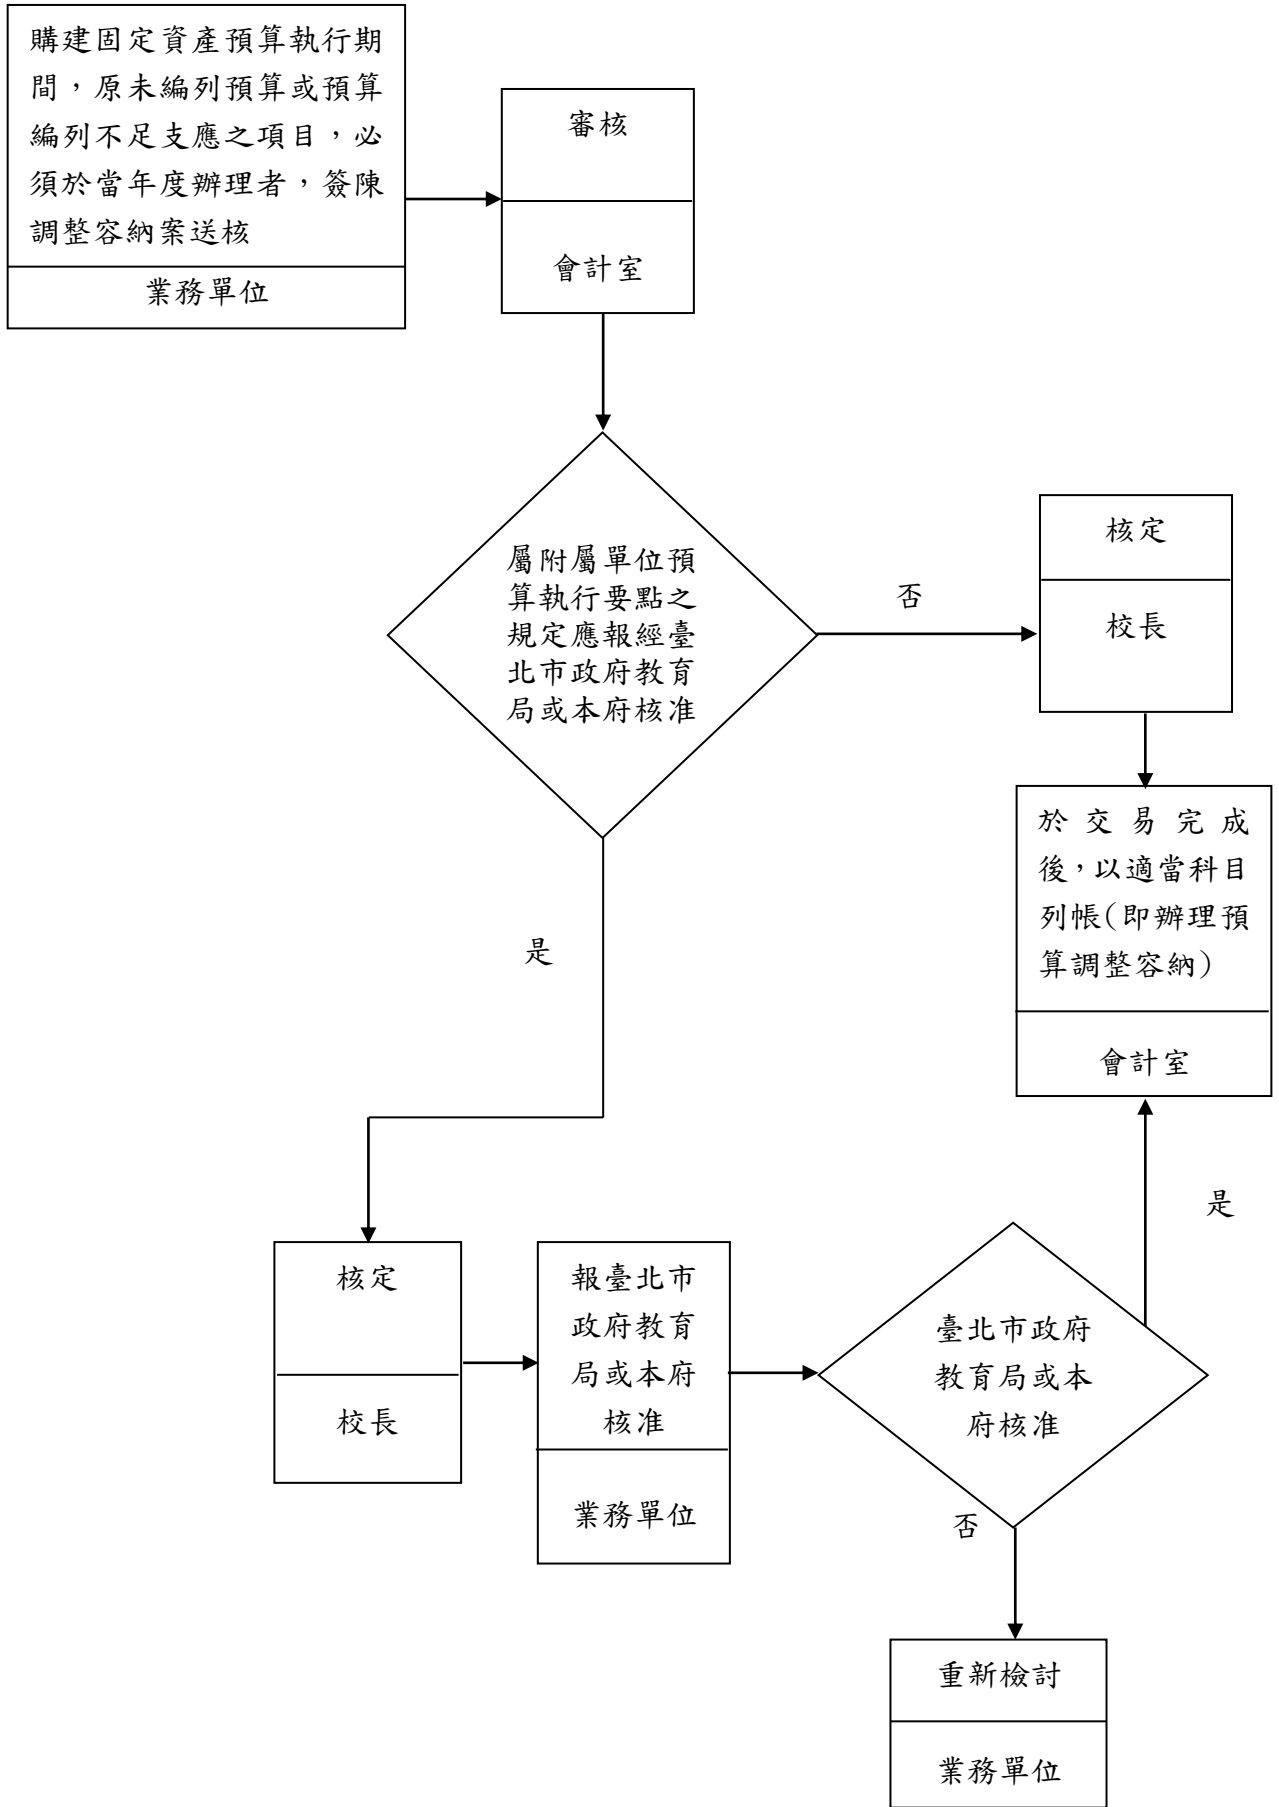 購建固定資產預算執行期
間，原未編列預算或預算
編列不足支應之項目，必
須於當年度辦理者，簽陳
調整容納案送核
業務單位
審核
會計室
屬附屬單位預
算執行要點之
規定應報經臺
北市政府教育
局或本府核准
否
核定
校長
於交易完成
後，以適當科目
列帳(即辦理預
算調整容納)
會計室
是
是
核定
校長
報臺北市
政府教育
局或本府
核准
業務單位
臺北市政府
教育局或本
府核准
否
重新檢討
業務單位